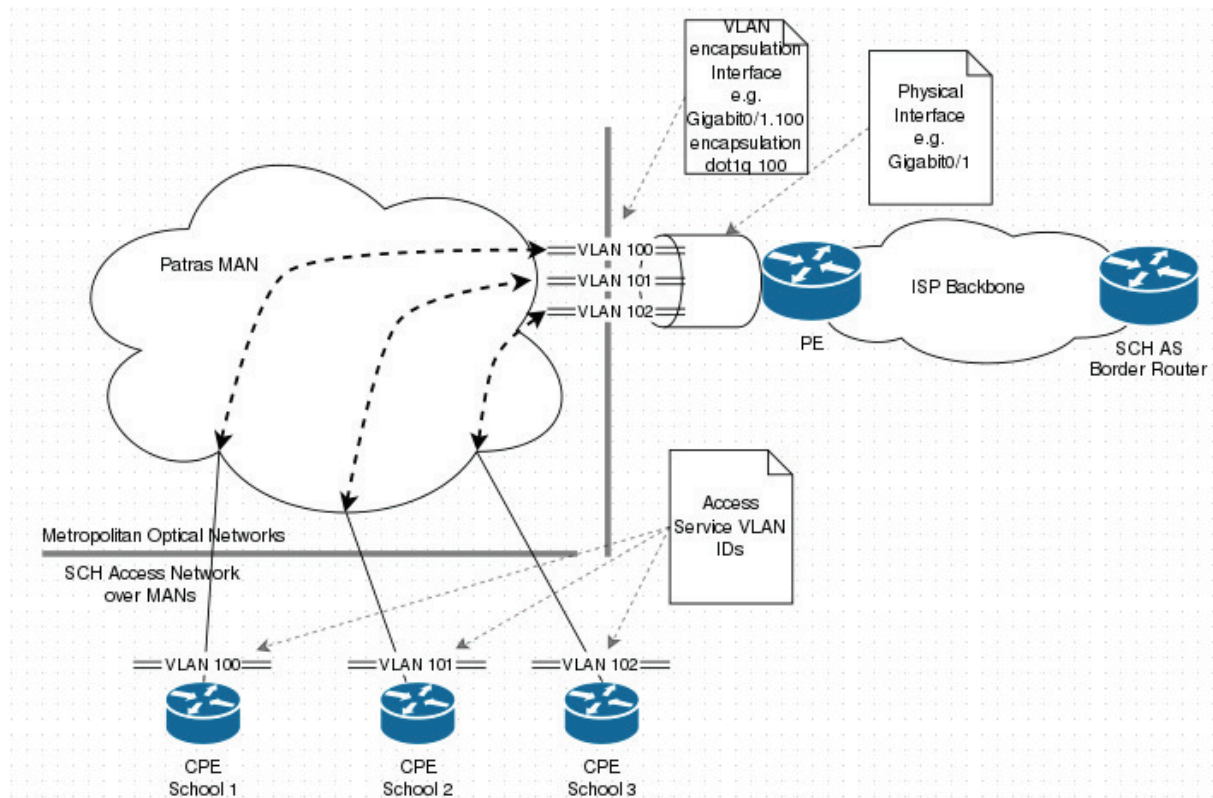 VLAN
encapsulation
Interface
e.g.
Gigabit0/1.100
encapsulation
dot1q 100
Physical
Interface
e.g.
Gigabit0/1
Patras MAN
VLAN 100
VLAN 101
VLAN 102
ISP Backbone
PE
SCH AS
Border Router
Access
Service VLAN
IDs
Metropolitan Optical Networks
SCH Access Network
over MANs
VLAN 100
VLAN 101
VLAN 102
CPE
School 1
CPE
School 2
CPE
School 3